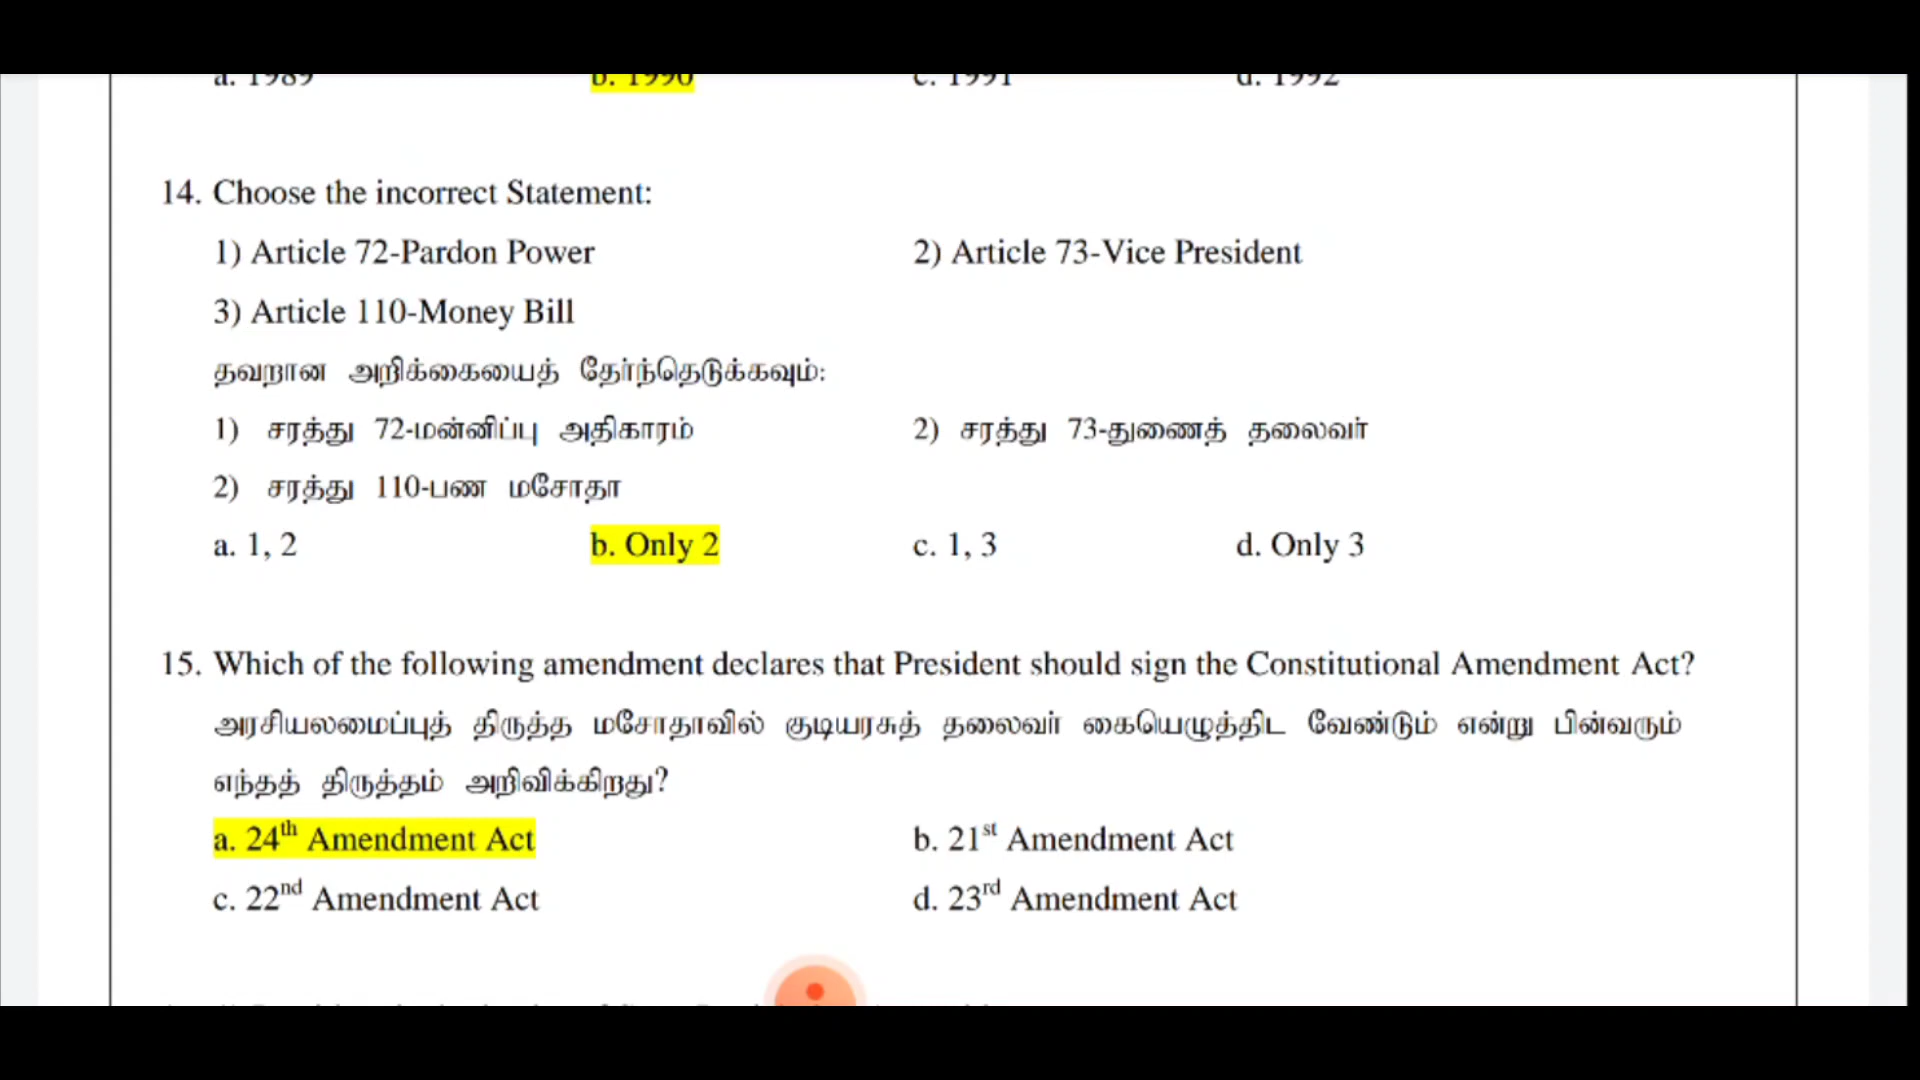 a. 1989 b. 1990 c. 1991 d. 1992
14. Choose the incorrect Statement:
1) Article 72-Pardon Power 2) Article 73-Vice President
3) Article 110-Money Bill
தவறான அறிக்கையைத் தேர்ந்தெடுக்கவும்:
1) சரத்து 72-மன்னிப்பு அதிகாரம் 2) சரத்து 73-துணைத் தலைவர்
2) சரத்து 110-பண மசோதா
a. 1, 2 b. Only 2 c. 1, 3 d. Only 3
15. Which of the following amendment declares that President should sign the Constitutional Amendment Act?
அரசியலமைப்புத் திருத்த மசோதாவில் குடியரசுத் தலைவர் கையெழுத்திட வேண்டும் என்று பின்வரும்
எந்தத் திருத்தம் அறிவிக்கிறது?
a. 24th Amendment Act b. 21st Amendment Act
c. 22nd Amendment Act d. 23rd Amendment Act